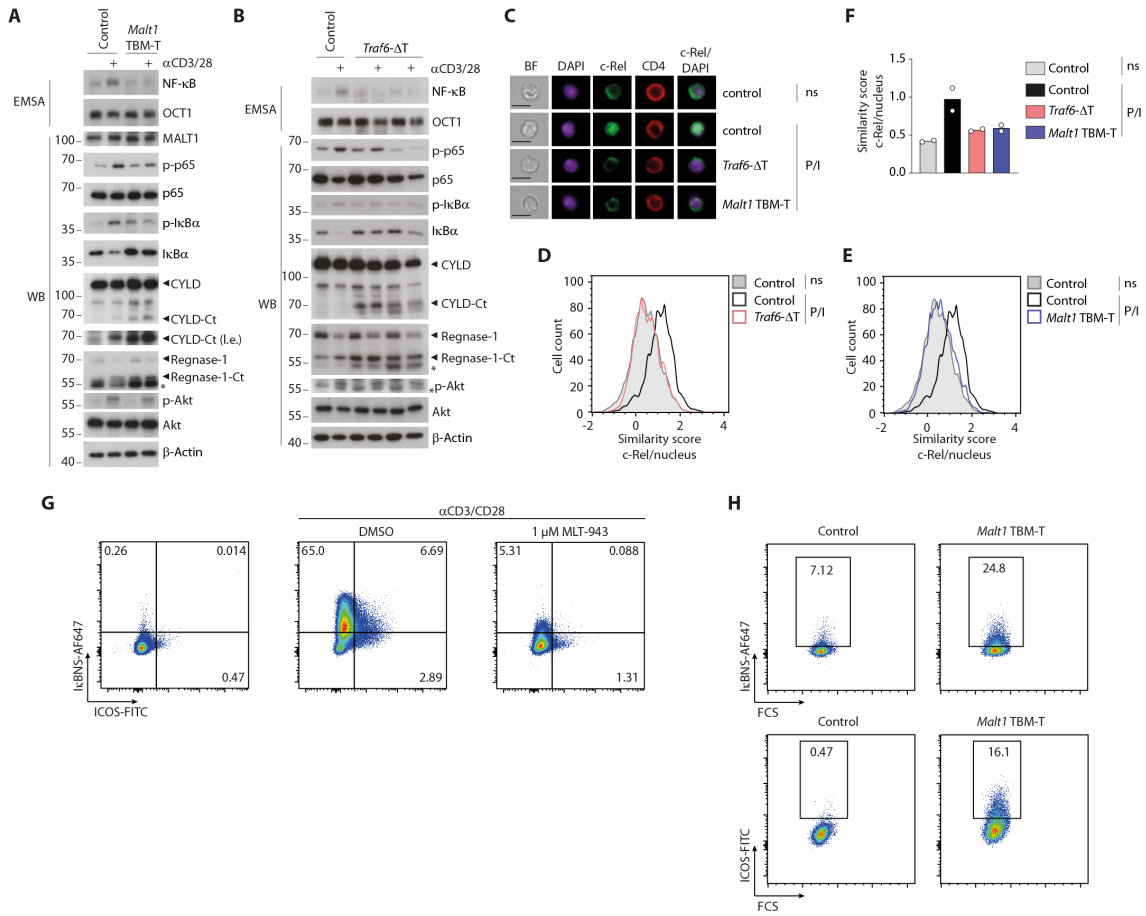 A
Control
Malt1
TBM-T
+ + αCD3/28
EMSA
NF-κB
OCT1
WB
100
MALT1
70
p-p65
70
p65
35
p-IκBα
35
IκBα
100
CYLD
70
CYLD-Ct
70
CYLD-Ct (l.e.)
70
Regnase-1
55
Regnase-1-Ct
*
55
p-Akt
55
Akt
40
β-Actin
B
Control
Traf6-ΔT
+ + + αCD3/28
EMSA
NF-κB
OCT1
WB
70
p-p65
55
70
p65
55
35
p-IκBα
35
IκBα
100
CYLD
70
CYLD-Ct
70
Regnase-1
55
Regnase-1-Ct
*
55
*p-Akt
55
Akt
40
β-Actin
C
BF DAPI c-Rel CD4 c-Rel/
DAPI
control ns
control
Traf6-ΔT P/I
Malt1 TBM-T
D
Cell count
100
80
60
40
20
0
-2 0 2 4
Similarity score
c-Rel/nucleus
Control ns
Control
Traf6-ΔT
P/I
E
Cell count
100
80
60
40
20
0
-2 0 2 4
Similarity score
c-Rel/nucleus
Control ns
Control
Malt1 TBM-T
P/I
F
Similarity score
c-Rel/nucleus
1.5
1.0
0.5
0.0
Control ns
Control
Traf6-ΔT
Malt1 TBM-T
P/I
G
αCD3/CD28
DMSO 1 µM MLT-943
0.26 0.014
0.47
65.0 6.69
2.89
5.31 0.088
1.31
IκBNS-AF647
ICOS-FITC
H
Control Malt1 TBM-T
7.12 24.8
IκBNS-AF647
FCS
Control Malt1 TBM-T
0.47 16.1
ICOS-FITC
FCS